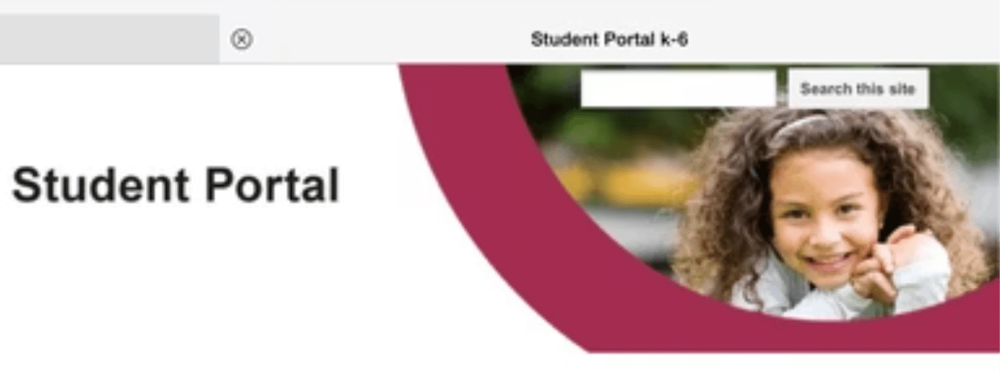 Student Portal k-6
Search this site
Student Portal